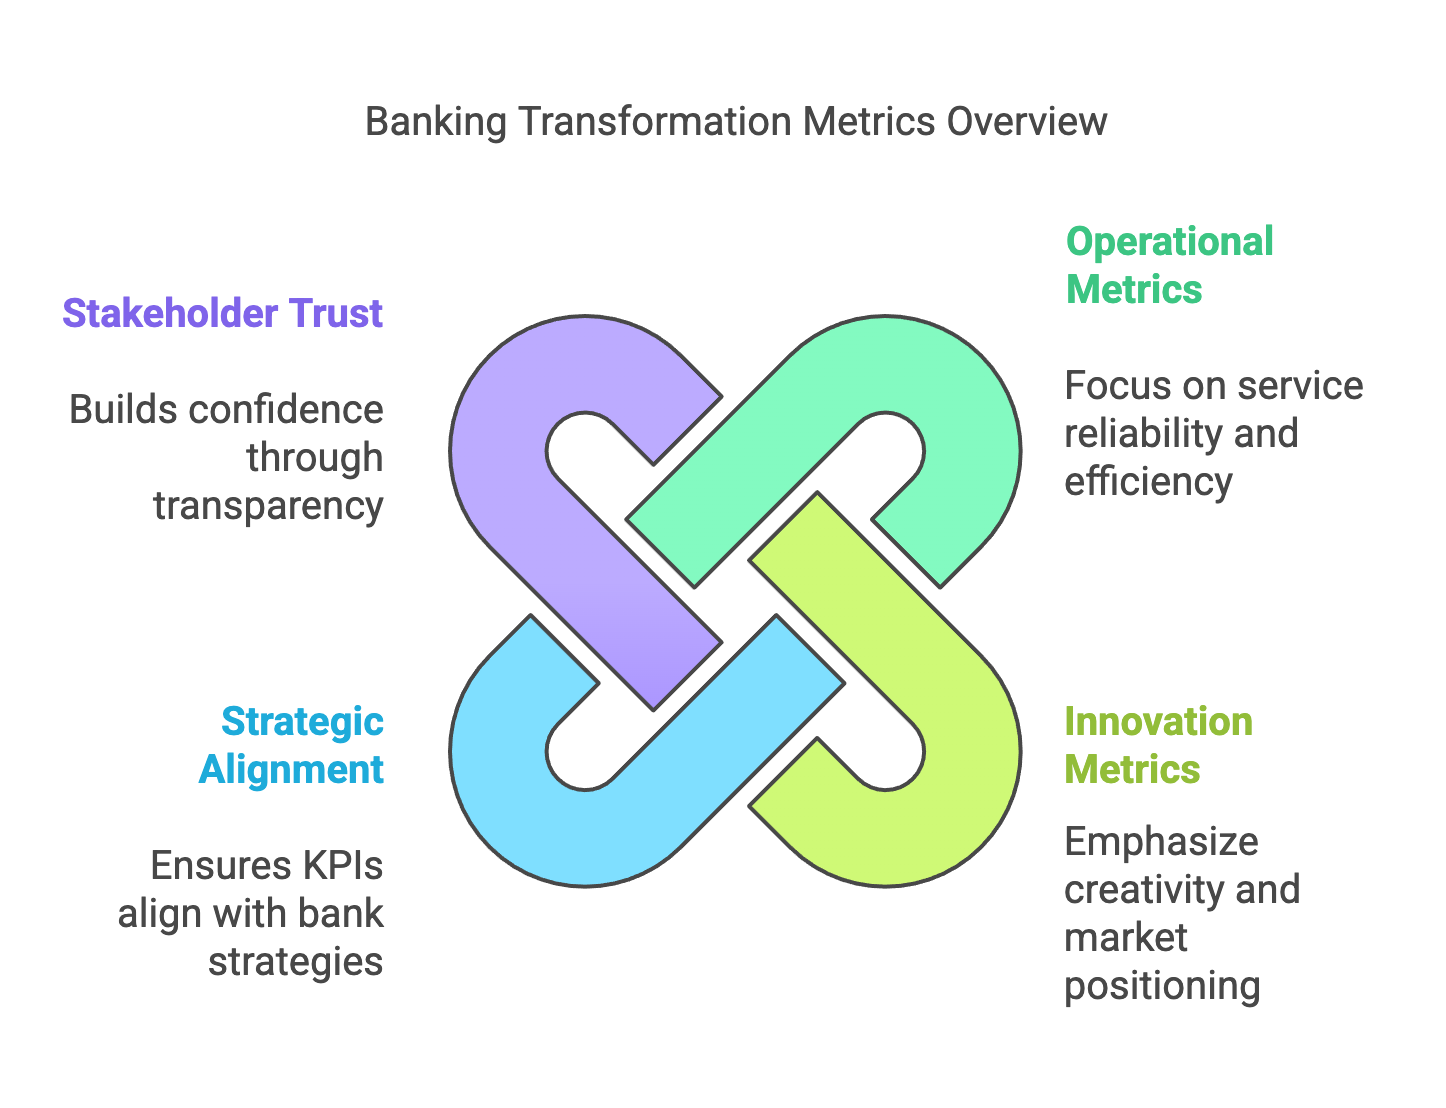 Banking Transformation Metrics Overview
Stakeholder Trust
Builds confidence
through
transparency
Operational
Metrics
Focus on service
reliability and
efficiency
Strategic
Alignment
Ensures KPIs
align with bank
strategies
Innovation
Metrics
Emphasize
creativity and
market
positioning